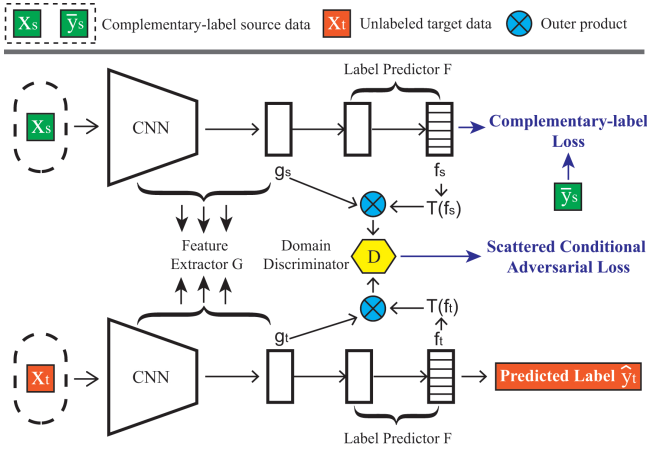 Xs ȳs Complementary-label source data Xt Unlabeled target data Outer product
Label Predictor F
Xs
CNN
Complementary-label
Loss
gs
fs
ȳs
T(fs)
Feature
Extractor G
Domain
Discriminator
D
Scattered Conditional
Adversarial Loss
T(ft)
gt
ft
Xt
CNN
Predicted Label ŷt
Label Predictor F